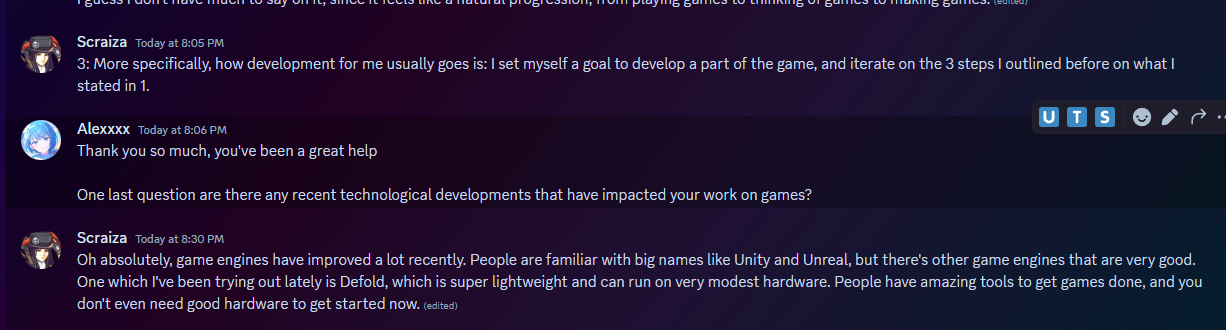 I guess I don't have much to say on it, since it feels like a natural progression, from playing games to thinking of games to making games. (edited)
Scraiza Today at 8:05 PM
3: More specifically, how development for me usually goes is: I set myself a goal to develop a part of the game, and iterate on the 3 steps I outlined before on what I
stated in 1.
Alexxxx Today at 8:06 PM
U T S
Thank you so much, you've been a great help
One last question are there any recent technological developments that have impacted your work on games?
Scraiza Today at 8:30 PM
Oh absolutely, game engines have improved a lot recently. People are familiar with big names like Unity and Unreal, but there's other game engines that are very good.
One which I've been trying out lately is Defold, which is super lightweight and can run on very modest hardware. People have amazing tools to get games done, and you
don't even need good hardware to get started now. (edited)